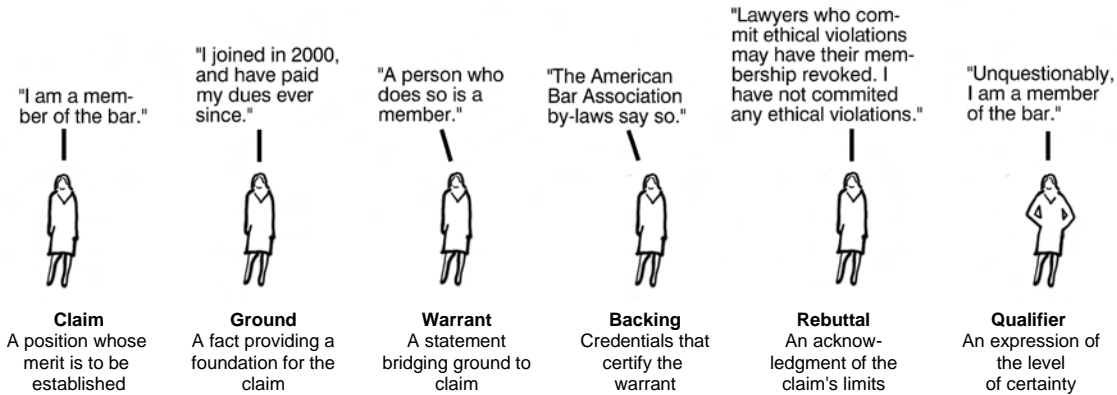 "I am a mem-
ber of the bar."
"I joined in 2000,
and have paid
my dues ever
since."
"A person who
does so is a
member."
"The American
Bar Association
by-laws say so."
"Lawyers who com-
mit ethical violations
may have their mem-
bership revoked. I
have not commited
any ethical violations."
"Unquestionably,
I am a member
of the bar."
Claim
A position whose
merit is to be
established
Ground
A fact providing a
foundation for the
claim
Warrant
A statement
bridging ground to
claim
Backing
Credentials that
certify the
warrant
Rebuttal
An acknow-
ledgment of the
claim's limits
Qualifier
An expression of
the level
of certainty